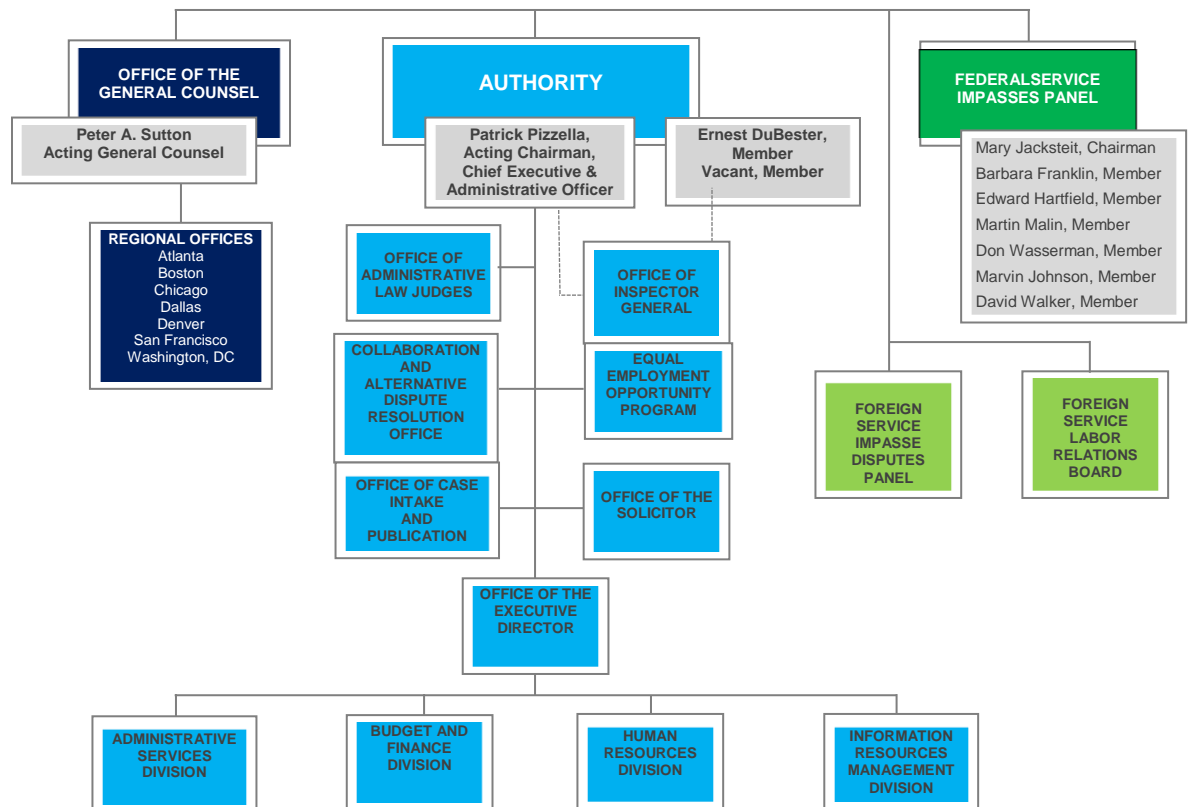 OFFICE OF THE
GENERAL COUNSEL
Peter A. Sutton
Acting General Counsel
REGIONAL OFFICES
Atlanta
Boston
Chicago
Dallas
Denver
San Francisco
Washington, DC
AUTHORITY
Patrick Pizzella,
Acting Chairman,
Chief Executive &
Administrative Officer
Ernest DuBester,
Member
Vacant, Member
FEDERALSERVICE
IMPASSES PANEL
Mary Jacksteit, Chairman
Barbara Franklin, Member
Edward Hartfield, Member
Martin Malin, Member
Don Wasserman, Member
Marvin Johnson, Member
David Walker, Member
OFFICE OF
ADMINISTRATIVE
LAW JUDGES
OFFICE OF
INSPECTOR
GENERAL
COLLABORATION
AND
ALTERNATIVE
DISPUTE
RESOLUTION
OFFICE
EQUAL
EMPLOYMENT
OPPORTUNITY
PROGRAM
OFFICE OF CASE
INTAKE
AND
PUBLICATION
OFFICE OF THE
SOLICITOR
FOREIGN
SERVICE
IMPASSE
DISPUTES
PANEL
FOREIGN
SERVICE
LABOR
RELATIONS
BOARD
OFFICE OF THE
EXECUTIVE
DIRECTOR
ADMINISTRATIVE
SERVICES
DIVISION
BUDGET AND
FINANCE
DIVISION
HUMAN
RESOURCES
DIVISION
INFORMATION
RESOURCES
MANAGEMENT
DIVISION